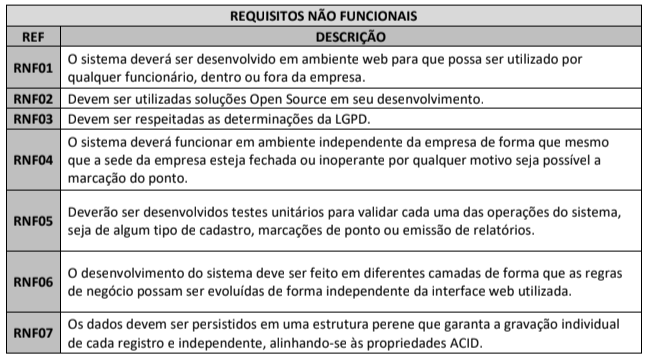 REQUISITOS NÃO FUNCIONAIS
REF DESCRIÇÃO
RNF01 O sistema deverá ser desenvolvido em ambiente web para que possa ser utilizado por
qualquer funcionário, dentro ou fora da empresa.
RNF02 Devem ser utilizadas soluções Open Source em seu desenvolvimento.
RNF03 Devem ser respeitadas as determinações da LGPD.
RNF04 O sistema deverá funcionar em ambiente independente da empresa de forma que mesmo
que a sede da empresa esteja fechada ou inoperante por qualquer motivo seja possível a
marcação do ponto.
RNF05 Deverão ser desenvolvidos testes unitários para validar cada uma das operações do sistema,
seja de algum tipo de cadastro, marcações de ponto ou emissão de relatórios.
RNF06 O desenvolvimento do sistema deve ser feito em diferentes camadas de forma que as regras
de negócio possam ser evoluídas de forma independente da interface web utilizada.
RNF07 Os dados devem ser persistidos em uma estrutura perene que garanta a gravação individual
de cada registro e independente, alinhando-se às propriedades ACID.